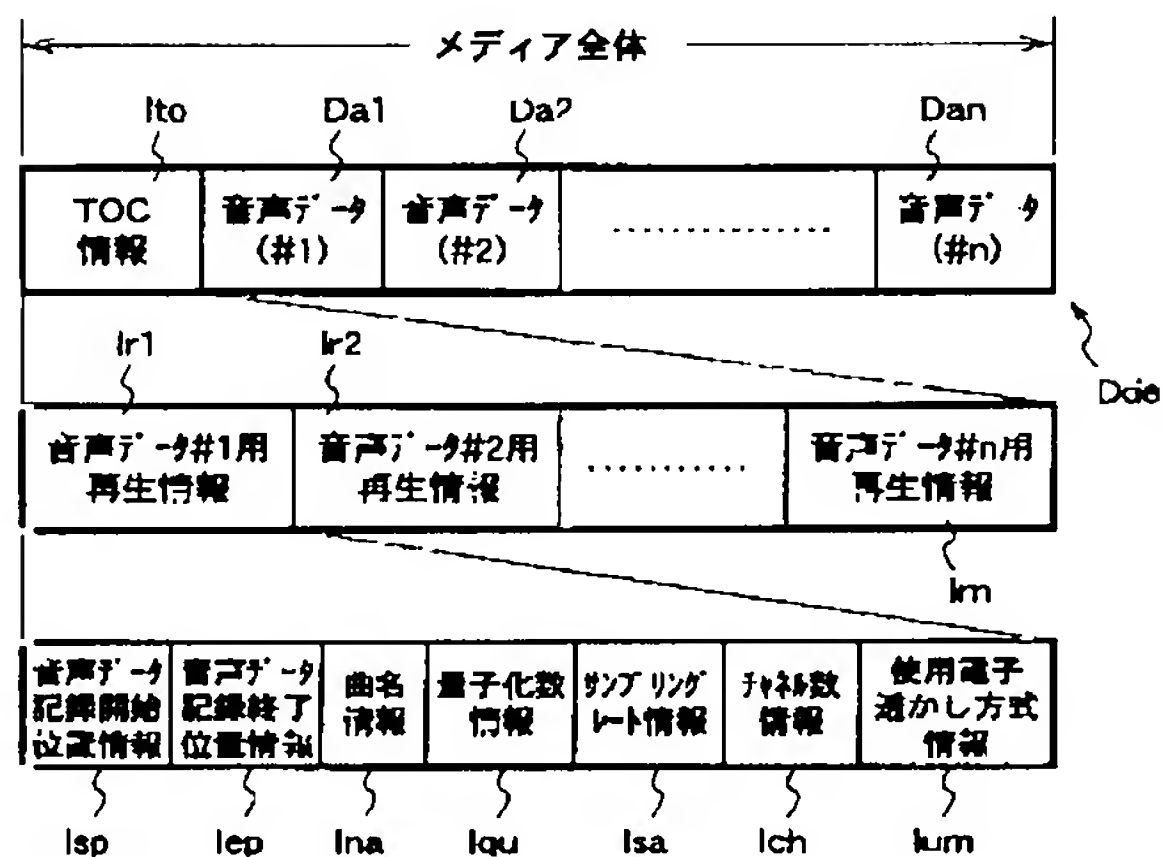 メディア全体
Ito Da1 Da2 Dan
TOC 音声データ 音声データ ‥‥‥‥‥‥ 音声データ
情報 (#1) (#2) (#n)
Ir1 Ir2
音声データ#1用 音声データ#2用 ‥‥‥‥ 音声データ#n用
再生情報 再生情報 再生情報
Irn
音声データ 音声データ 曲名 量子化数 サンプリング チャネル数 使用電子
記録開始 記録終了 情報 情報 レート情報 情報 透かし方式
位置情報 位置情報 情報
Isp Iep Ina Iqu Isa Ich Ium